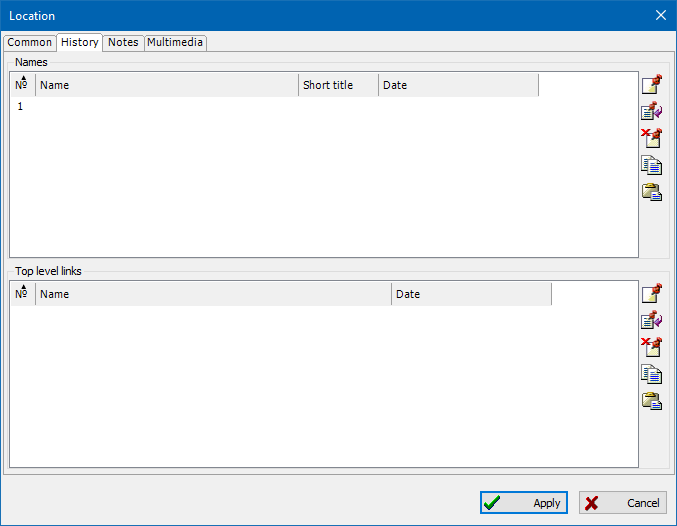 Location
Common History Notes Multimedia
Names
№ Name Short title Date
1
Top level links
№ Name Date
Apply Cancel